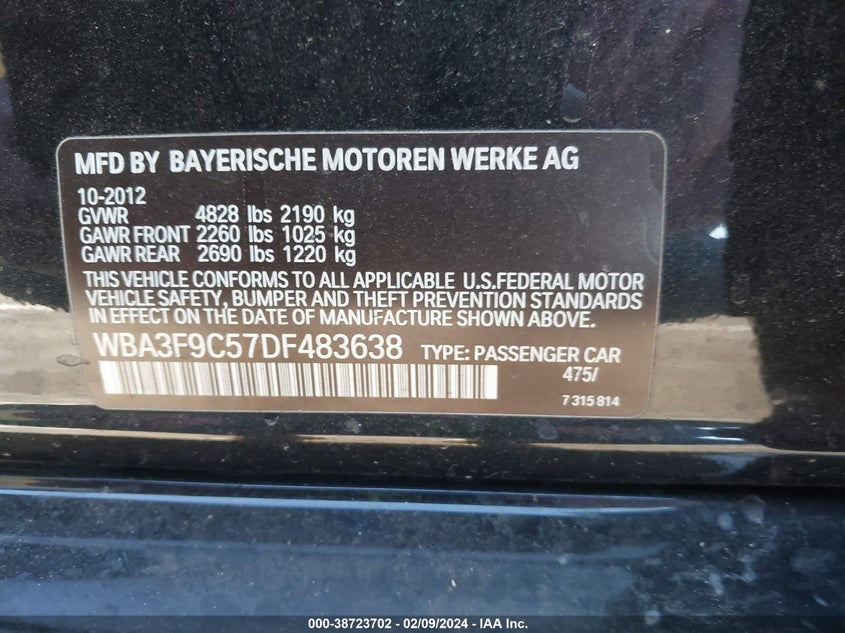 MFD BY BAYERISCHE MOTOREN WERKE AG
10-2012
GVWR 4828 lbs 2190 kg
GAWR FRONT 2260 lbs 1025 kg
GAWR REAR 2690 lbs 1220 kg
THIS VEHICLE CONFORMS TO ALL APPLICABLE U.S.FEDERAL MOTOR
VEHICLE SAFETY, BUMPER AND THEFT PREVENTION STANDARDS
IN EFFECT ON THE DATE OF MANUFACTURE SHOWN ABOVE.
WBA3F9C57DF483638 TYPE: PASSENGER CAR
475/
7 315 814
000-38723702 - 02/09/2024 - IAA Inc.